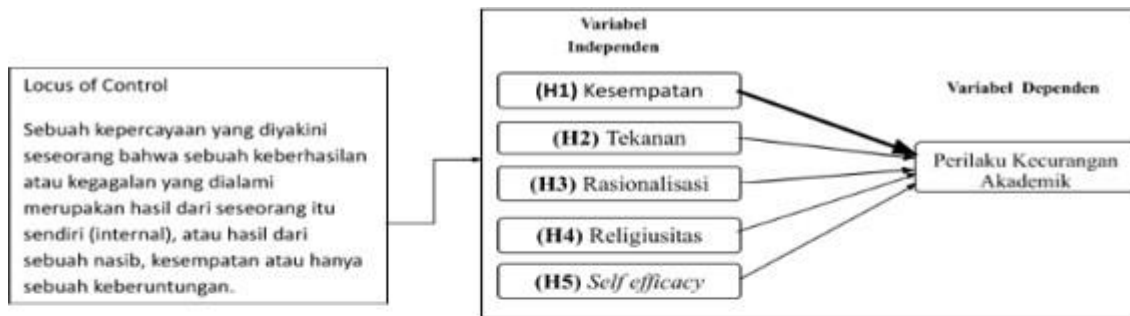 Locus of Control
Sebuah kepercayaan yang diyakini
seseorang bahwa sebuah keberhasilan
atau kegagalan yang dialami
merupakan hasil dari seseorang itu
sendiri (internal), atau hasil dari
sebuah nasib, kesempatan atau hanya
sebuah keberuntungan.
Variabel
Independen
(H1) Kesempatan
(H2) Tekanan
(H3) Rasionalisasi
(H4) Religiusitas
(H5) Self efficacy
Variabel Dependen
Perilaku Kecurangan
Akademik